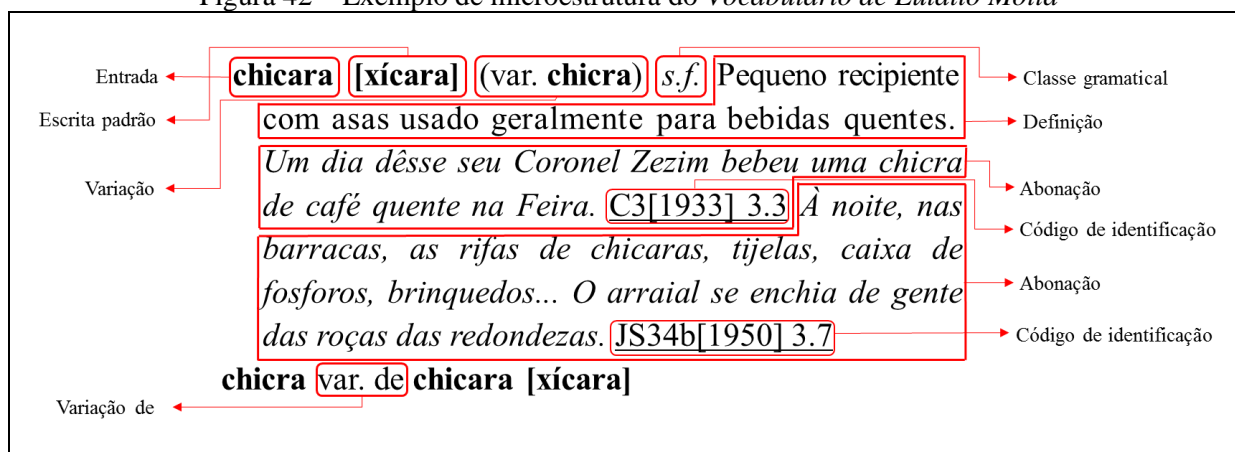 Figura 42 – Exemplo de microestrutura do Vocabulário de Eulálio Motta
Entrada chicara [xícara] (var. chicra) s.f. Pequeno recipiente Classe gramatical
Escrita padrão com asas usado geralmente para bebidas quentes. Definição
Um dia dêsse seu Coronel Zezim bebeu uma chicra Abonação
Variação de café quente na Feira. C3[1933] 3.3 À noite, nas Código de identificação
barracas, as rifas de chicaras, tijelas, caixa de
fosforos, brinquedos... O arraial se enchia de gente Abonação
das roças das redondezas. JS34b[1950] 3.7 Código de identificação
chicra var. de chicara [xícara]
Variação de